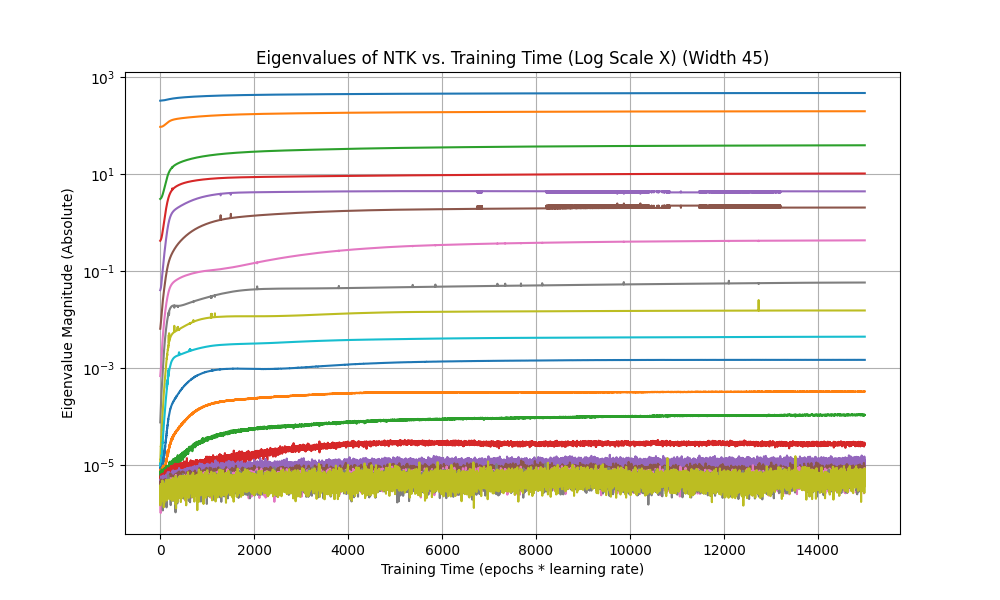 Eigenvalues of NTK vs. Training Time (Log Scale X) (Width 45)
10^3
10^1
10^−1
10^−3
10^−5
Eigenvalue Magnitude (Absolute)
0 2000 4000 6000 8000 10000 12000 14000
Training Time (epochs * learning rate)